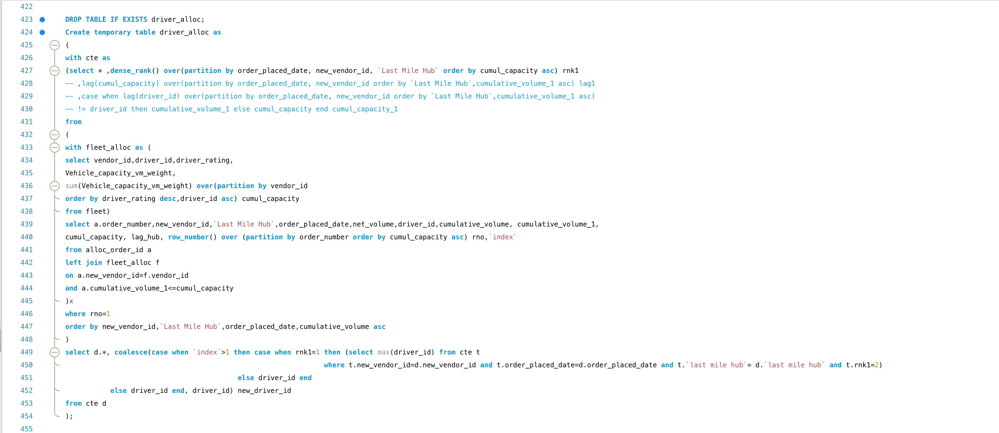 422
423 DROP TABLE IF EXISTS driver_alloc;
424 Create temporary table driver_alloc as
425 (
426 with cte as
427 (select * ,dense_rank() over(partition by order_placed_date, new_vendor_id, `Last Mile Hub` order by cumul_capacity asc) rnk1
428 -- ,lag(cumul_capacity) over(partition by order_placed_date, new_vendor_id order by `Last Mile Hub`,cumulative_volume_1 asc) lag1
429 -- ,case when lag(driver_id) over(partition by order_placed_date, new_vendor_id order by `Last Mile Hub`,cumulative_volume_1 asc)
430 -- != driver_id then cumulative_volume_1 else cumul_capacity end cumul_capacity_1
431 from
432 (
433 with fleet_alloc as (
434 select vendor_id,driver_id,driver_rating,
435 Vehicle_capacity_vm_weight,
436 sum(Vehicle_capacity_vm_weight) over(partition by vendor_id
437 order by driver_rating desc,driver_id asc) cumul_capacity
438 from fleet)
439 select a.order_number,new_vendor_id,`Last Mile Hub`,order_placed_date,net_volume,driver_id,cumulative_volume, cumulative_volume_1,
440 cumul_capacity, lag_hub, row_number() over (partition by order_number order by cumul_capacity asc) rno,`index`
441 from alloc_order_id a
442 left join fleet_alloc f
443 on a.new_vendor_id=f.vendor_id
444 and a.cumulative_volume_1<=cumul_capacity
445 )x
446 where rno=1
447 order by new_vendor_id,`Last Mile Hub`,order_placed_date,cumulative_volume asc
448 )
449 select d.*, coalesce(case when `index`>1 then case when rnk1=1 then (select max(driver_id) from cte t
450 where t.new_vendor_id=d.new_vendor_id and t.order_placed_date=d.order_placed_date and t.`last mile hub`= d.`last mile hub` and t.rnk1=2)
451 else driver_id end
452 else driver_id end, driver_id) new_driver_id
453 from cte d
454 );
455